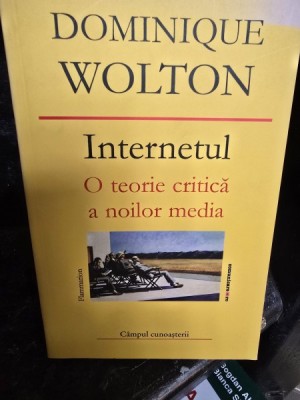 DOMINIQUE
WOLTON
Internetul
O teorie critică
a noilor media
Flammarion
Câmpul cunoașterii